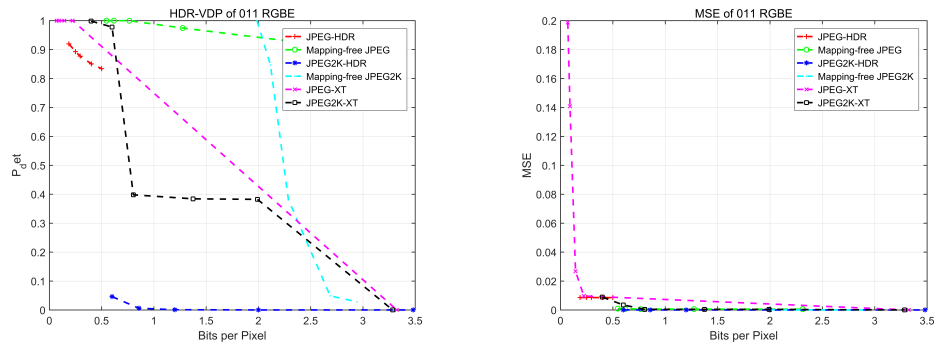 HDR-VDP of 011 RGBE
1
0.9
0.8
0.7
0.6
0.5
0.4
0.3
0.2
0.1
0
P_det
0
0.5
1
1.5
2
2.5
3
3.5
Bits per Pixel
JPEG-HDR
Mapping-free JPEG
JPEG2K-HDR
Mapping-free JPEG2K
JPEG-XT
JPEG2K-XT
MSE of 011 RGBE
0.2
0.18
0.16
0.14
0.12
0.1
0.08
0.06
0.04
0.02
0
MSE
0
0.5
1
1.5
2
2.5
3
3.5
Bits per Pixel
JPEG-HDR
Mapping-free JPEG
JPEG2K-HDR
Mapping-free JPEG2K
JPEG-XT
JPEG2K-XT